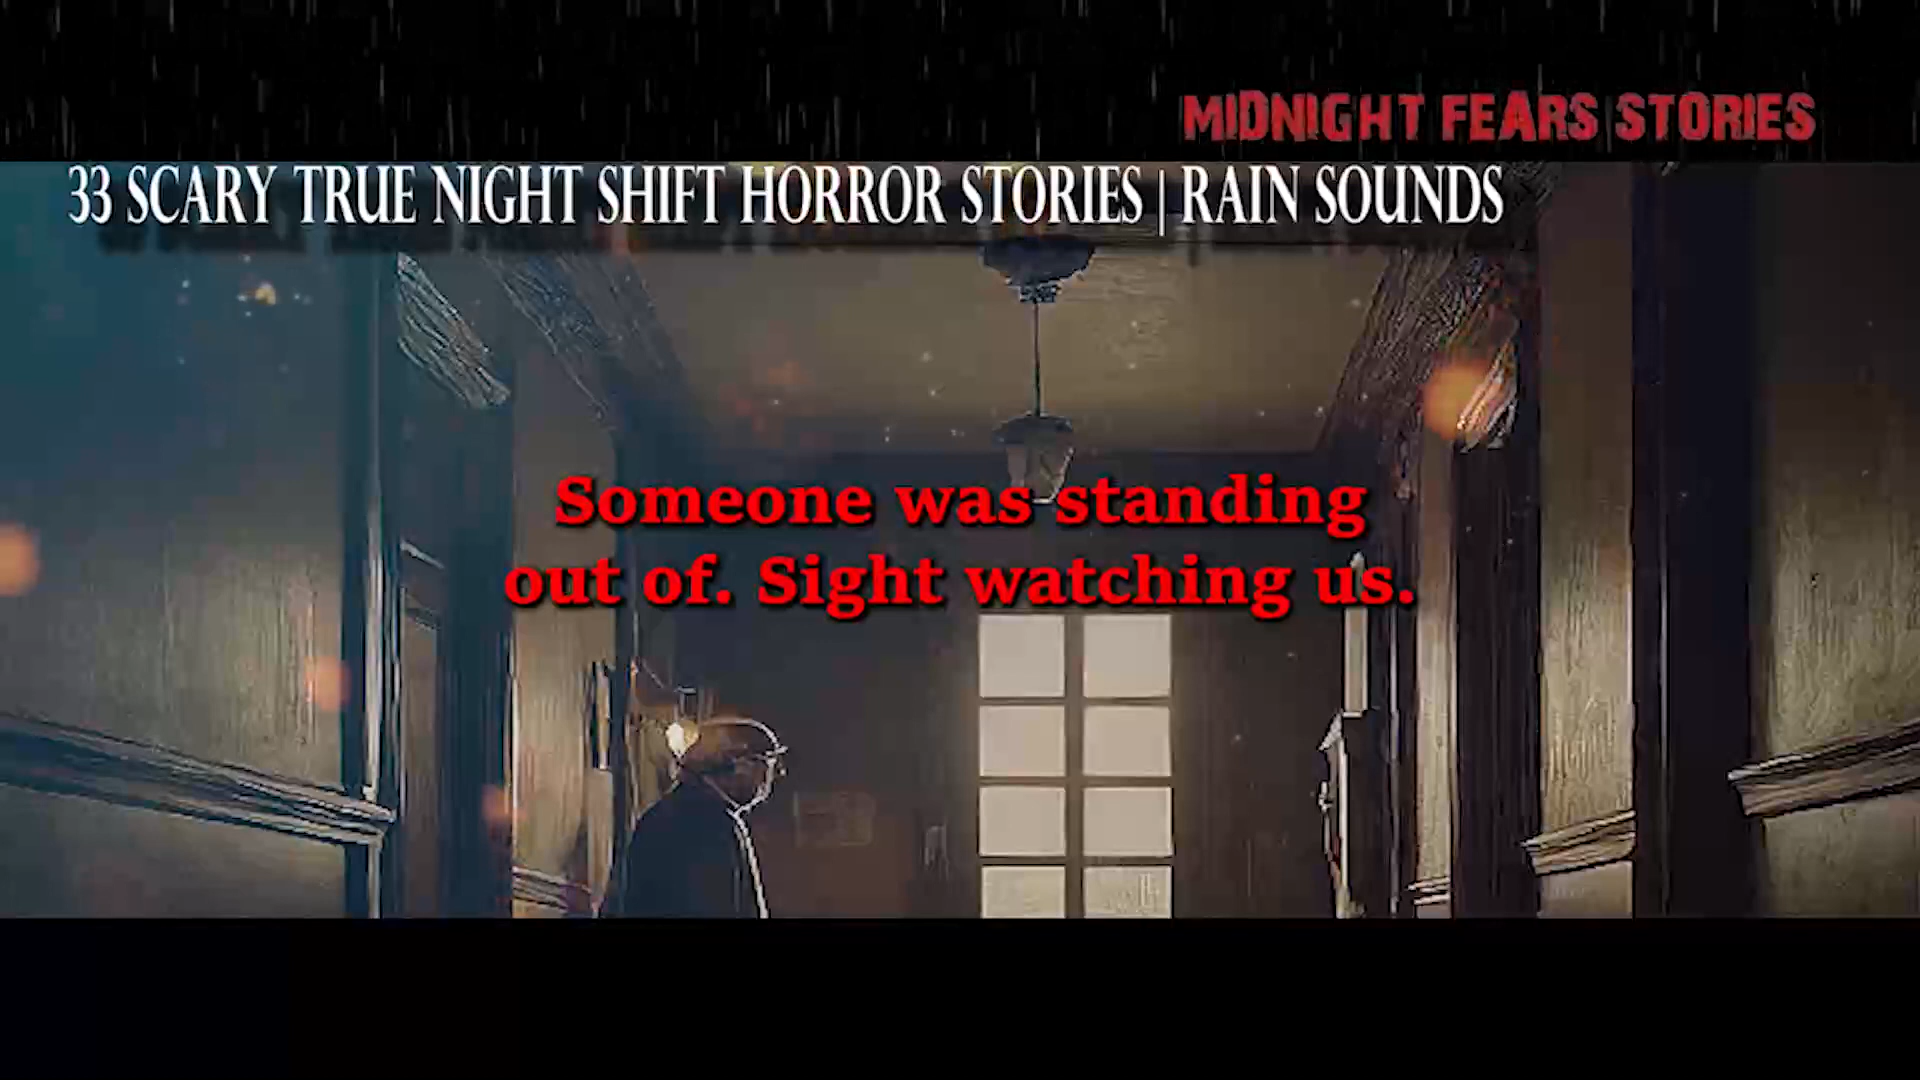 MIDNIGHT FEARS STORIES
33 SCARY TRUE NIGHT SHIFT HORROR STORIES | RAIN SOUNDS
Someone was standing
out of. Sight watching us.